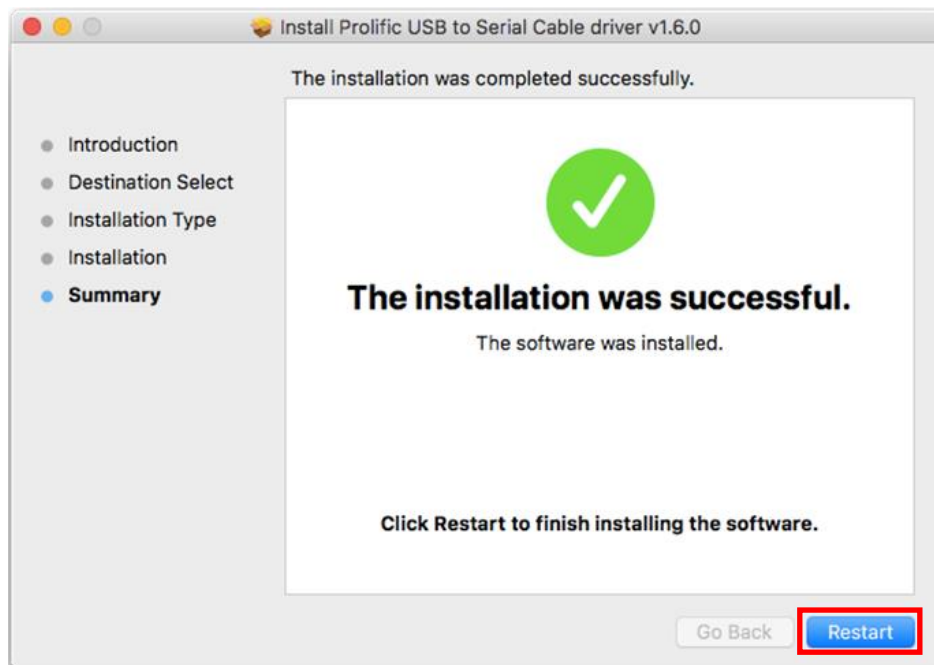 Install Prolific USB to Serial Cable driver v1.6.0
The installation was completed successfully.
Introduction
Destination Select
Installation Type
Installation
Summary
The installation was successful.
The software was installed.
Click Restart to finish installing the software.
Go Back
Restart